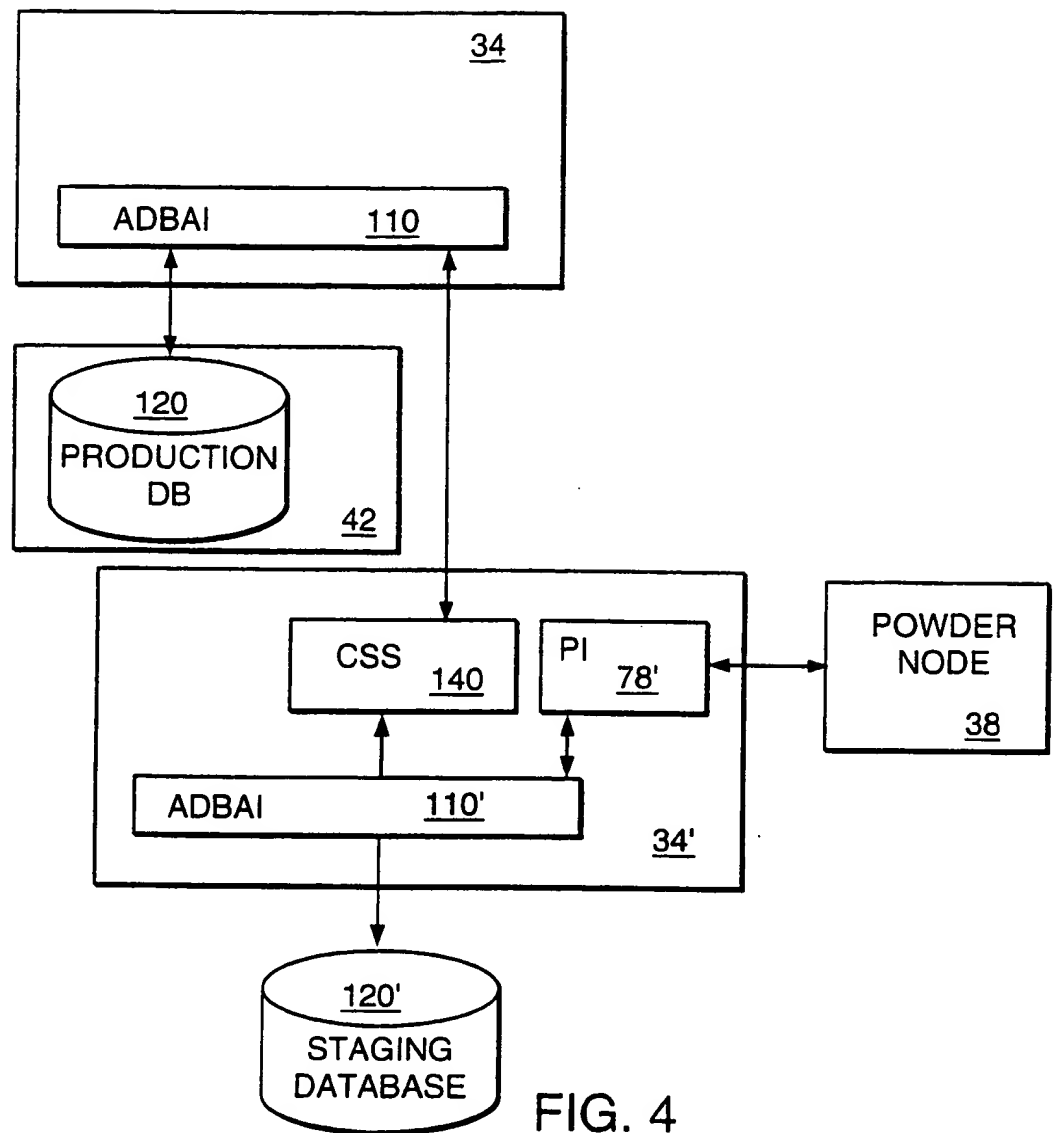 34
ADBAI 110
120
PRODUCTION
DB
42
CSS
140
PI
78'
POWDER
NODE
38
ADBAI 110'
34'
120'
STAGING
DATABASE
FIG. 4